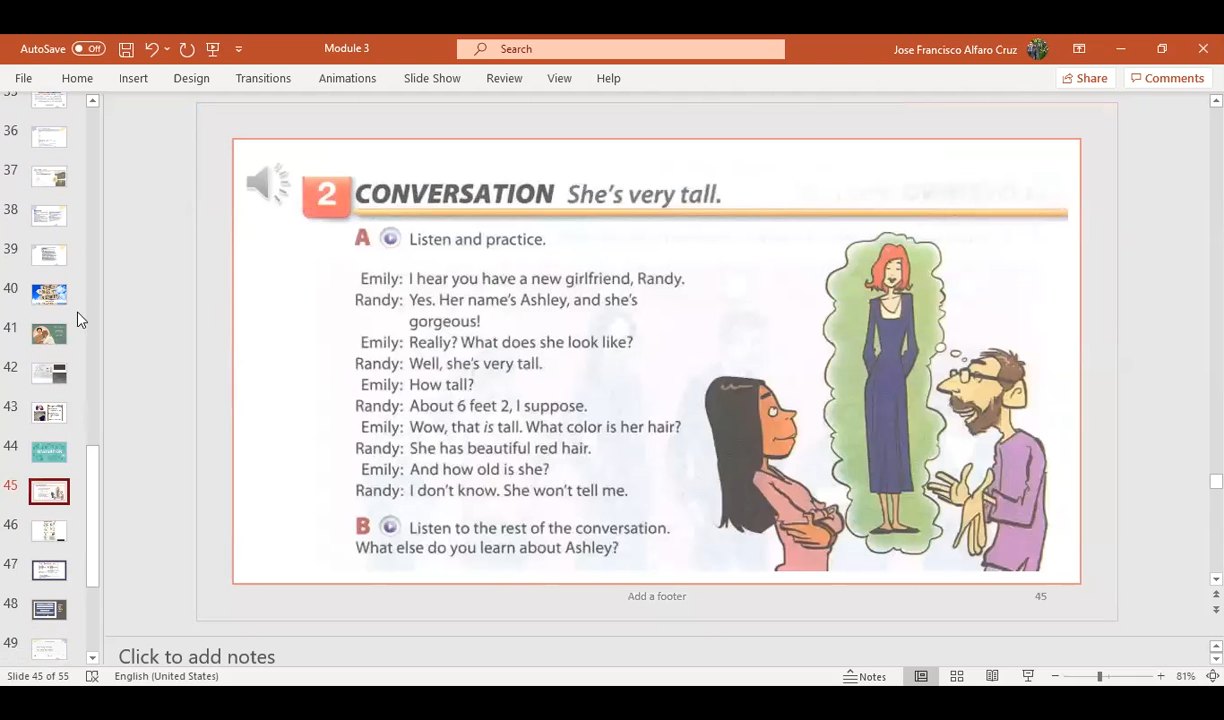 AutoSave Off Module 3 Search Jose Francisco Alfaro Cruz
File Home Insert Design Transitions Animations Slide Show Review View Help Share Comments
36
37
38
39
40
41
42
43
44
45
46
47
48
49
2 CONVERSATION She's very tall.
A Listen and practice.
Emily: I hear you have a new girlfriend, Randy.
Randy: Yes. Her name's Ashley, and she's
gorgeous!
Emily: Really? What does she look like?
Randy: Well, she's very tall.
Emily: How tall?
Randy: About 6 feet 2, I suppose.
Emily: Wow, that is tall. What color is her hair?
Randy: She has beautiful red hair.
Emily: And how old is she?
Randy: I don't know. She won't tell me.
B Listen to the rest of the conversation.
What else do you learn about Ashley?
Add a footer 45
Click to add notes
Slide 45 of 55 English (United States) Notes 81%